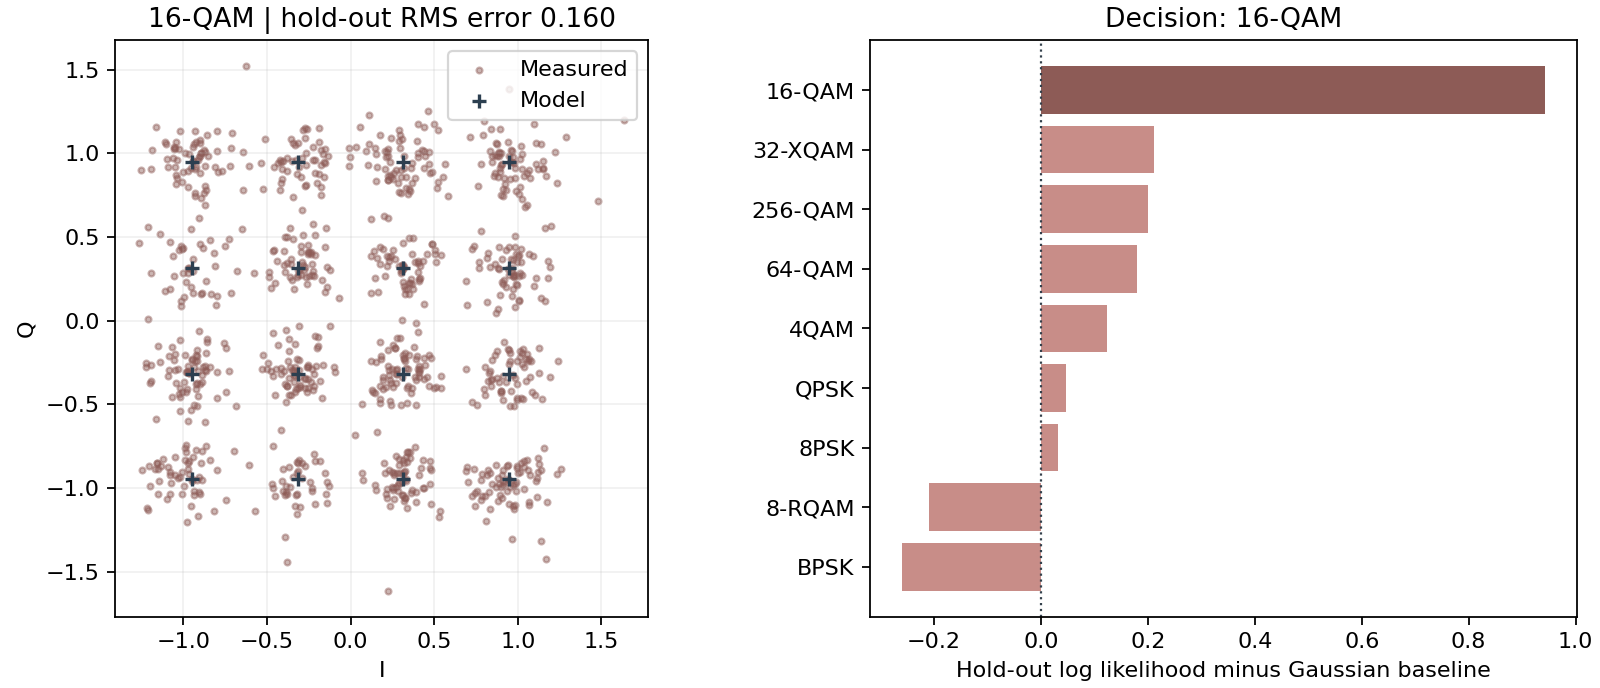 16-QAM | hold-out RMS error 0.160
Measured
Model
1.5
1.0
0.5
0.0
−0.5
−1.0
−1.5
Q
−1.0 −0.5 0.0 0.5 1.0 1.5
I
Decision: 16-QAM
16-QAM
32-XQAM
256-QAM
64-QAM
4QAM
QPSK
8PSK
8-RQAM
BPSK
−0.2 0.0 0.2 0.4 0.6 0.8 1.0
Hold-out log likelihood minus Gaussian baseline